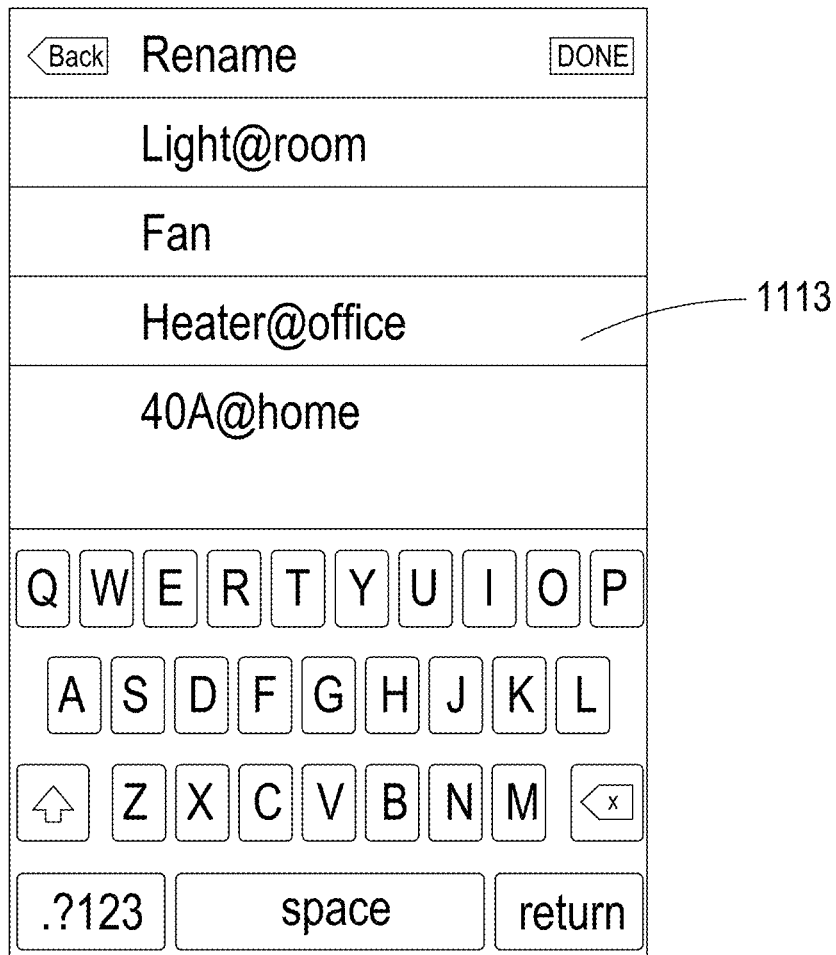 Back Rename DONE
Light@room
Fan
Heater@office
1113
40A@home
Q W E R T Y U I O P
A S D F G H J K L
Z X C V B N M x
.?123 space return